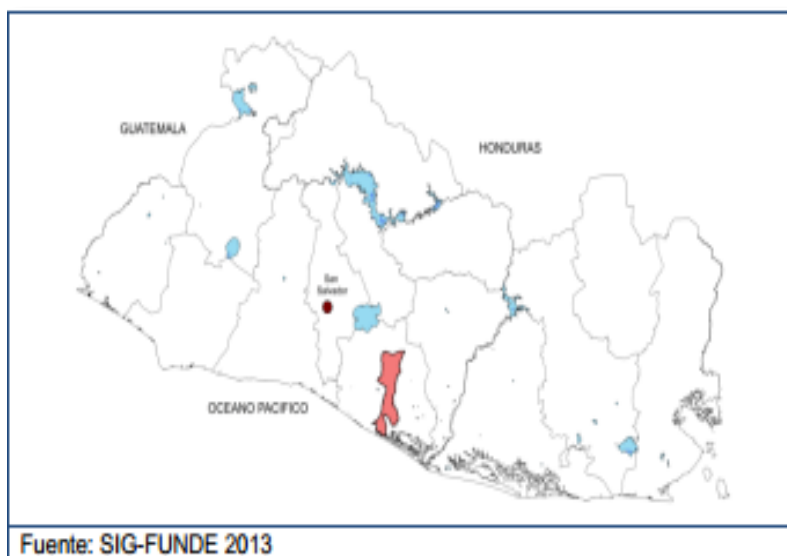 GUATEMALA
HONDURAS
San
Salvador
OCEANO PACIFICO
Fuente: SIG-FUNDE 2013